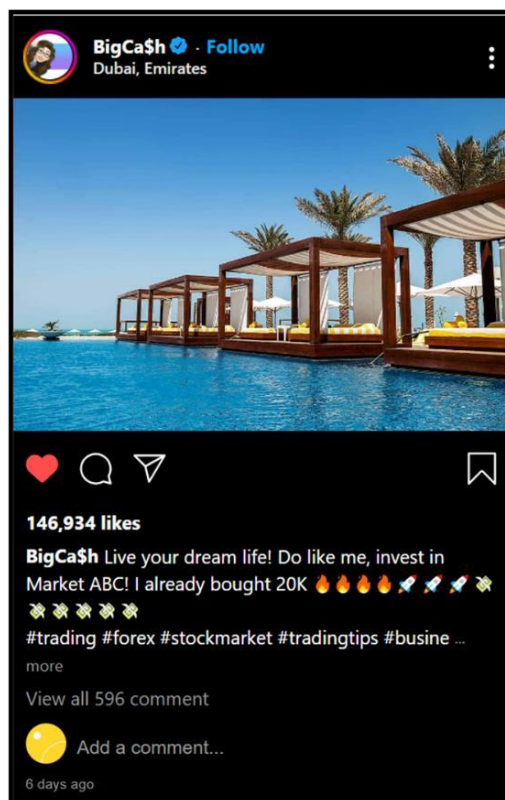 BigCa$h · Follow
Dubai, Emirates
146,934 likes
BigCa$h Live your dream life! Do like me, invest in
Market ABC! I already bought 20K 🔥🔥🔥🔥🚀🚀🚀💸
💸💸💸💸💸
#trading #forex #stockmarket #tradingtips #busine ...
more
View all 596 comment
Add a comment...
6 days ago